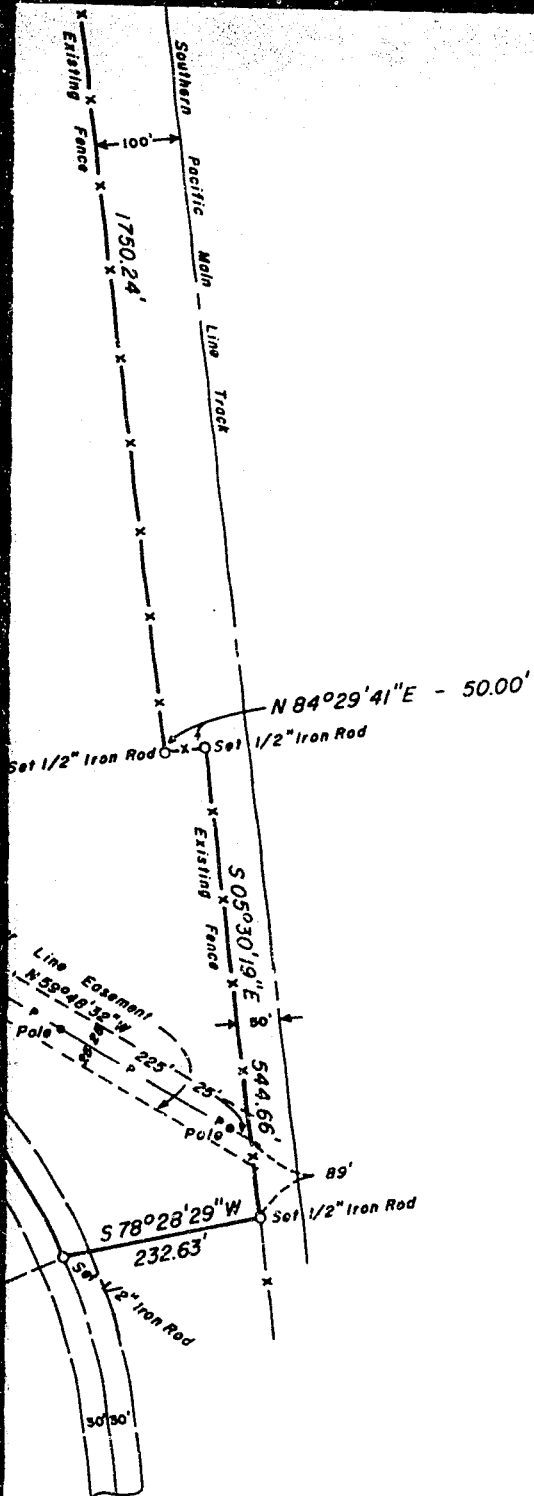 Existing Fence
Southern Pacific Main Line Track
100'
1750.24'
N 84°29'41"E - 50.00'
Set 1/2" Iron Rod
Set 1/2" Iron Rod
Existing Fence
S 05°30'19"E 544.66'
50'
Line Easement
N 59°48'32"W
225'
25'
Pole
Pole
P
P
P
89'
S 78°28'29"W
232.63'
Set 1/2" Iron Rod
Set 1/2" Iron Rod
30' 30'